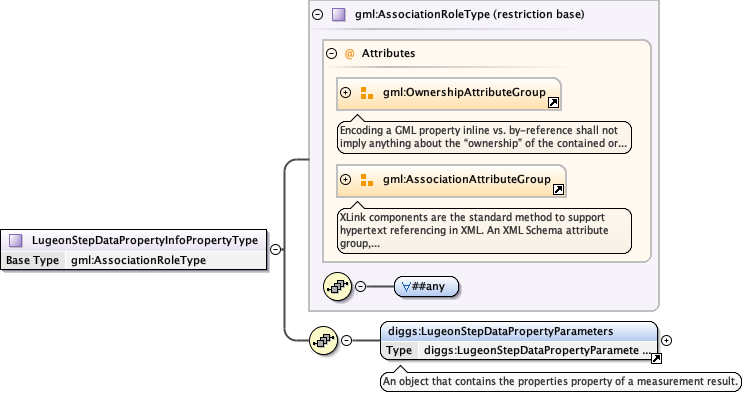 gml:AssociationRoleType (restriction base)
@ Attributes
gml:OwnershipAttributeGroup
Encoding a GML property inline vs. by-reference shall not
imply anything about the "ownership" of the contained or...
gml:AssociationAttributeGroup
XLink components are the standard method to support
hypertext referencing in XML. An XML Schema attribute
group,...
LugeonStepDataPropertyInfoPropertyType
Base Type gml:AssociationRoleType
∀##any
diggs:LugeonStepDataPropertyParameters
Type diggs:LugeonStepDataPropertyParamete ...
An object that contains the properties property of a measurement result.